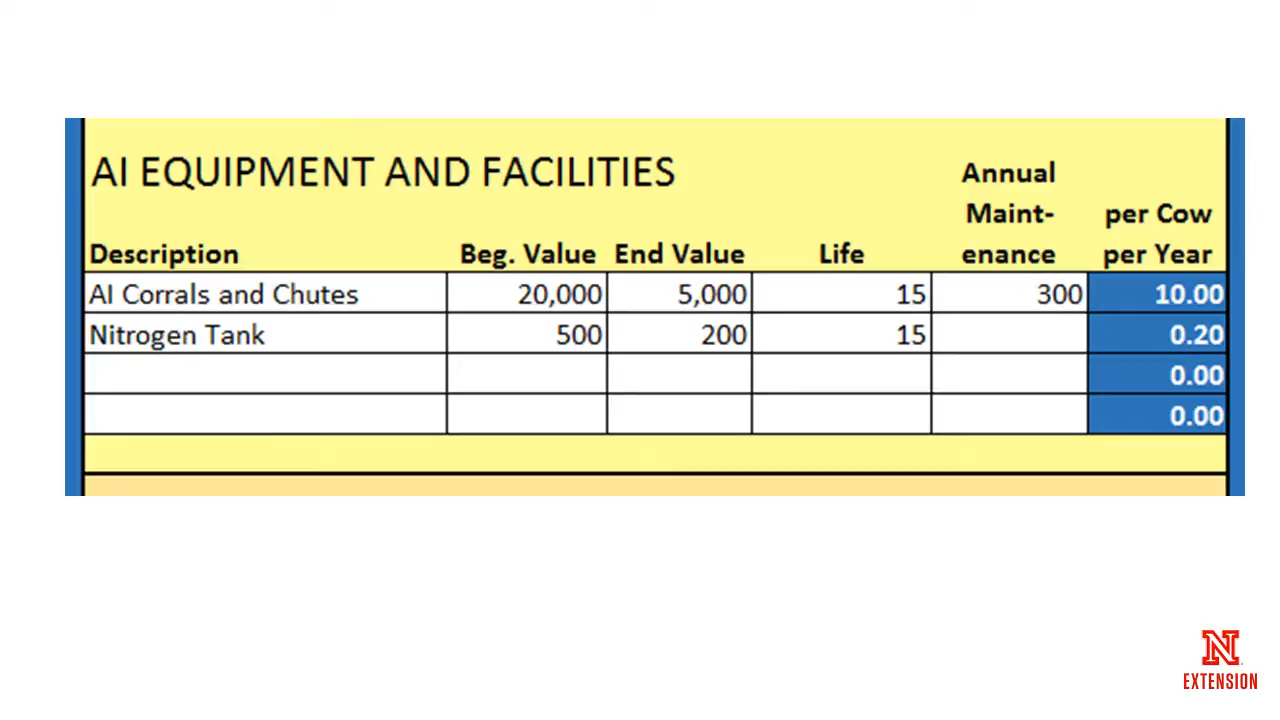 AI EQUIPMENT AND FACILITIES
Annual
Maint- per Cow
Description Beg. Value End Value Life enance per Year
AI Corrals and Chutes 20,000 5,000 15 300 10.00
Nitrogen Tank 500 200 15 0.20
0.00
0.00
N
EXTENSION